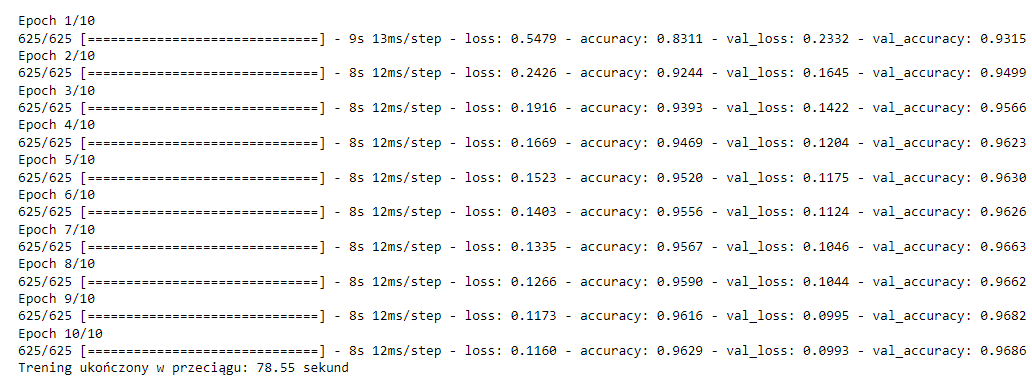 Epoch 1/10
625/625 [==============================] - 9s 13ms/step - loss: 0.5479 - accuracy: 0.8311 - val_loss: 0.2332 - val_accuracy: 0.9315
Epoch 2/10
625/625 [==============================] - 8s 12ms/step - loss: 0.2426 - accuracy: 0.9244 - val_loss: 0.1645 - val_accuracy: 0.9499
Epoch 3/10
625/625 [==============================] - 8s 12ms/step - loss: 0.1916 - accuracy: 0.9393 - val_loss: 0.1422 - val_accuracy: 0.9566
Epoch 4/10
625/625 [==============================] - 8s 12ms/step - loss: 0.1669 - accuracy: 0.9469 - val_loss: 0.1204 - val_accuracy: 0.9623
Epoch 5/10
625/625 [==============================] - 8s 12ms/step - loss: 0.1523 - accuracy: 0.9520 - val_loss: 0.1175 - val_accuracy: 0.9630
Epoch 6/10
625/625 [==============================] - 8s 12ms/step - loss: 0.1403 - accuracy: 0.9556 - val_loss: 0.1124 - val_accuracy: 0.9626
Epoch 7/10
625/625 [==============================] - 8s 12ms/step - loss: 0.1335 - accuracy: 0.9567 - val_loss: 0.1046 - val_accuracy: 0.9663
Epoch 8/10
625/625 [==============================] - 8s 12ms/step - loss: 0.1266 - accuracy: 0.9590 - val_loss: 0.1044 - val_accuracy: 0.9662
Epoch 9/10
625/625 [==============================] - 8s 12ms/step - loss: 0.1173 - accuracy: 0.9616 - val_loss: 0.0995 - val_accuracy: 0.9682
Epoch 10/10
625/625 [==============================] - 8s 12ms/step - loss: 0.1160 - accuracy: 0.9629 - val_loss: 0.0993 - val_accuracy: 0.9686
Trening ukończony w przeciągu: 78.55 sekund